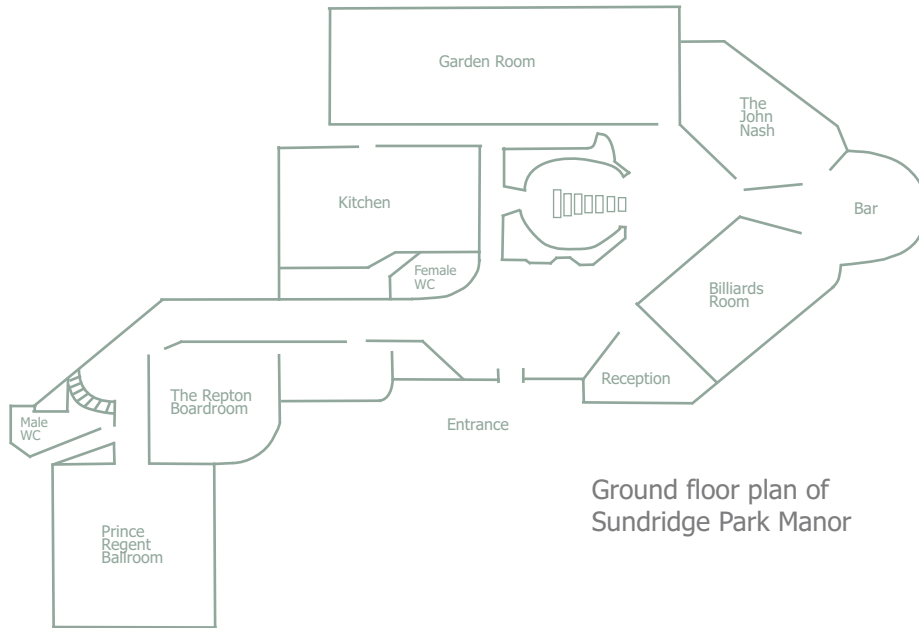 Garden Room
The
John
Nash
Kitchen
Bar
Female
WC
Billiards
Room
Reception
The Repton
Boardroom
Male
WC
Entrance
Prince
Regent
Ballroom
Ground floor plan of
Sundridge Park Manor